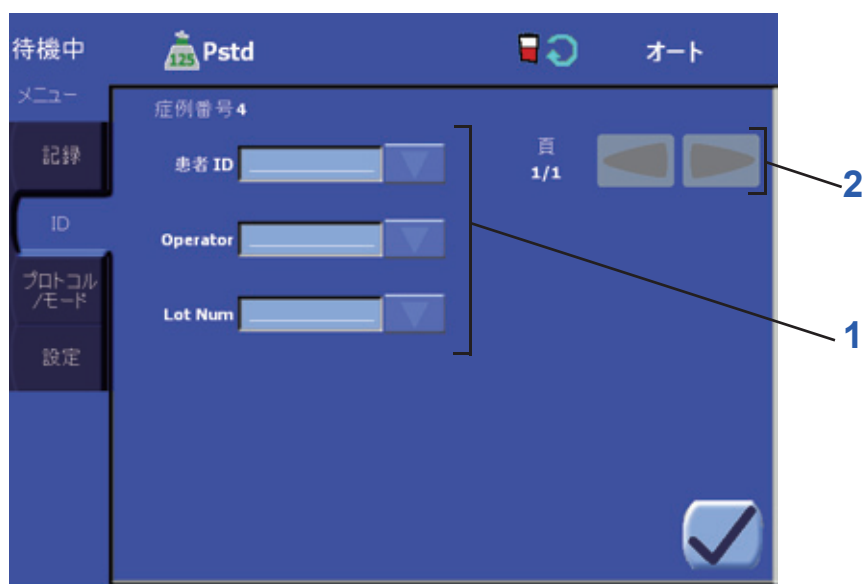 待機中
125 Pstd
オート
メニュー
記録
ID
プロトコル
/モード
設定
症例番号4
患者 ID
Operator
Lot Num
頁
1/1
2
1